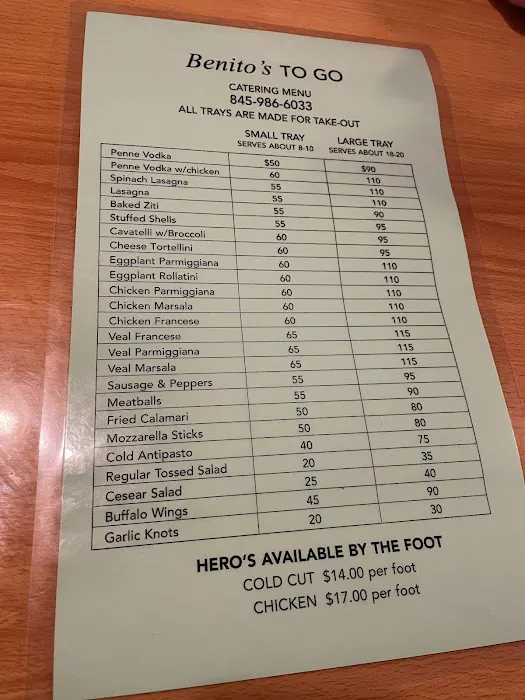 Benito's TO GO
CATERING MENU
845-986-6033
ALL TRAYS ARE MADE FOR TAKE-OUT
SMALL TRAY LARGE TRAY
SERVES ABOUT 8-10 SERVES ABOUT 18-20
Penne Vodka $50 $90
Penne Vodka w/chicken 60 110
Spinach Lasagna 55 110
Lasagna 55 110
Baked Ziti 55 90
Stuffed Shells 55 95
Cavatelli w/Broccoli 60 95
Cheese Tortellini 60 95
Eggplant Parmigiana 60 110
Eggplant Rollatini 60 110
Chicken Parmigiana 60 110
Chicken Marsala 60 110
Chicken Francese 60 110
Veal Francese 65 115
Veal Parmigiana 65 115
Veal Marsala 65 115
Sausage & Peppers 55 95
Meatballs 55 90
Fried Calamari 50 80
Mozzarella Sticks 50 80
Cold Antipasto 40 75
Regular Tossed Salad 20 35
Cesear Salad 25 40
Buffalo Wings 45 90
Garlic Knots 20 30
HERO'S AVAILABLE BY THE FOOT
COLD CUT $14.00 per foot
CHICKEN $17.00 per foot